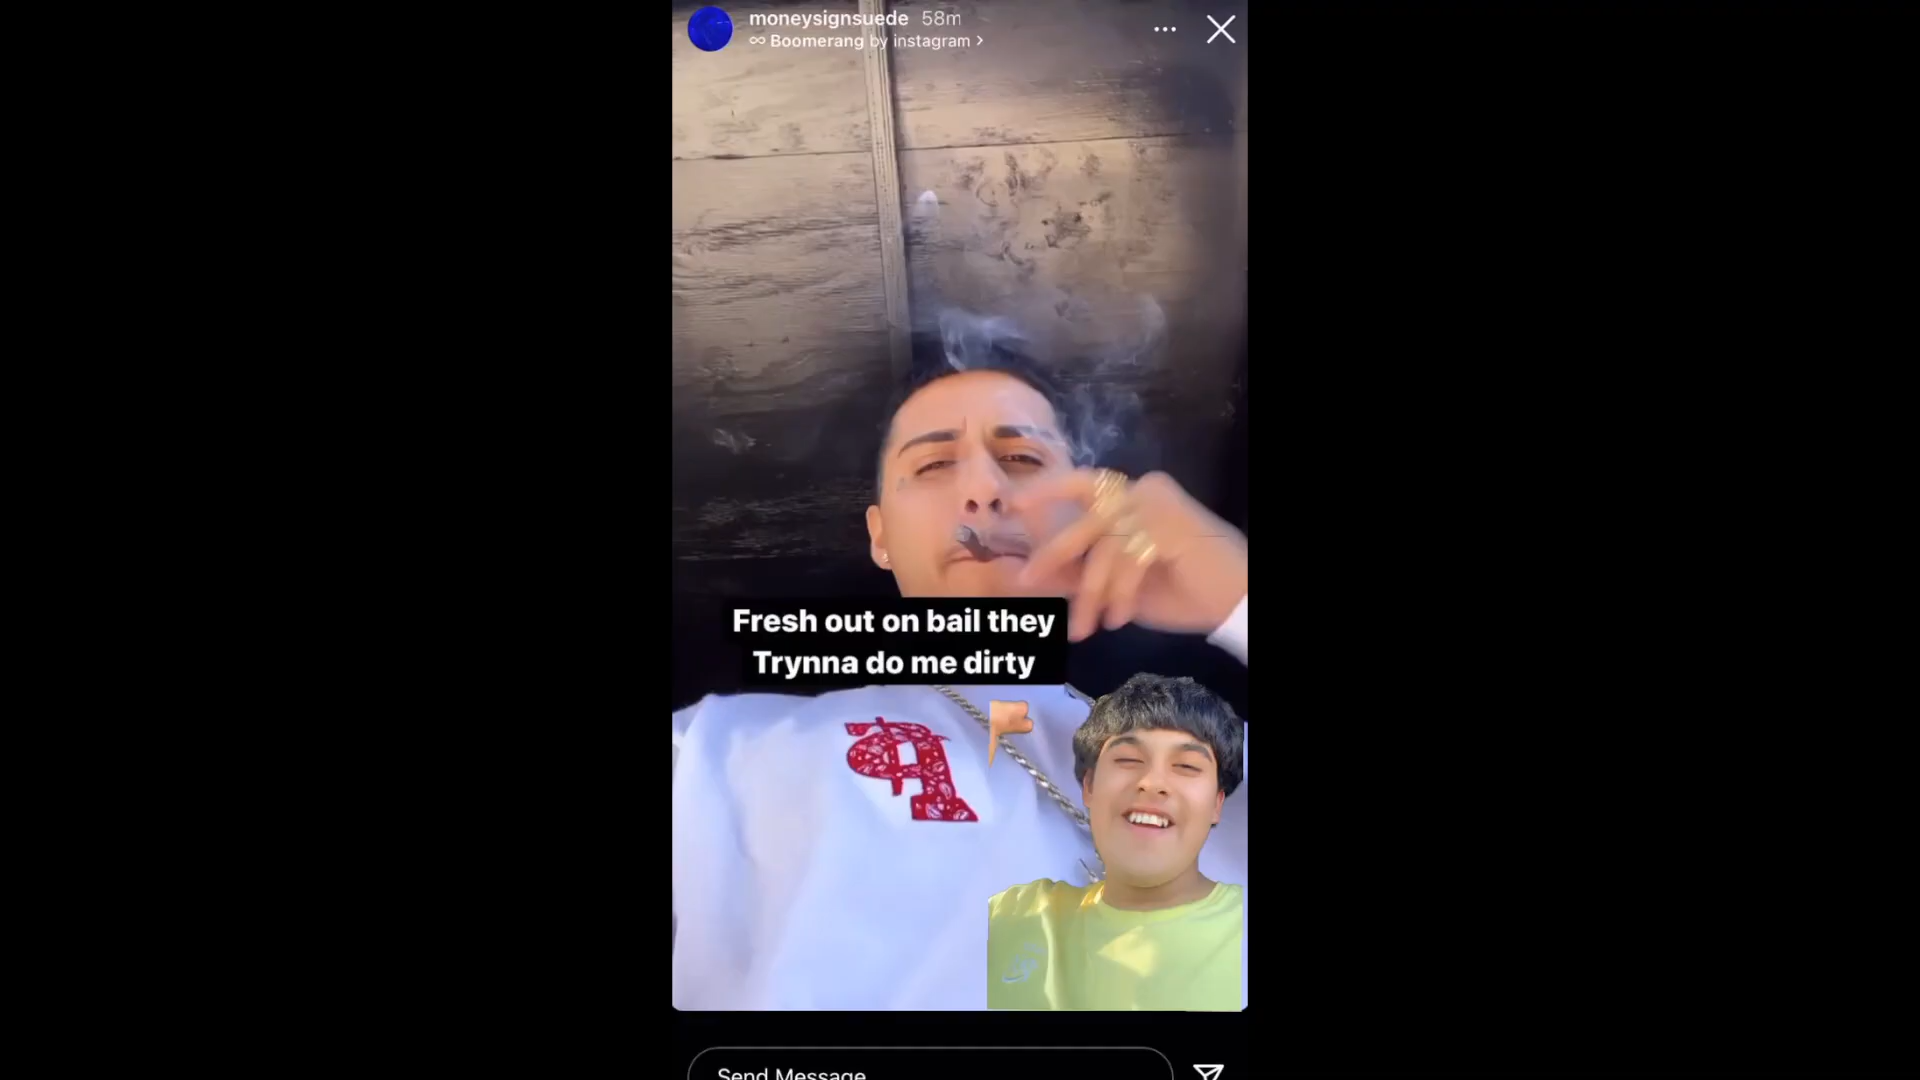 moneysignsuede 58m
∞ Boomerang by instagram >
Fresh out on bail they
Trynna do me dirty
Send Message